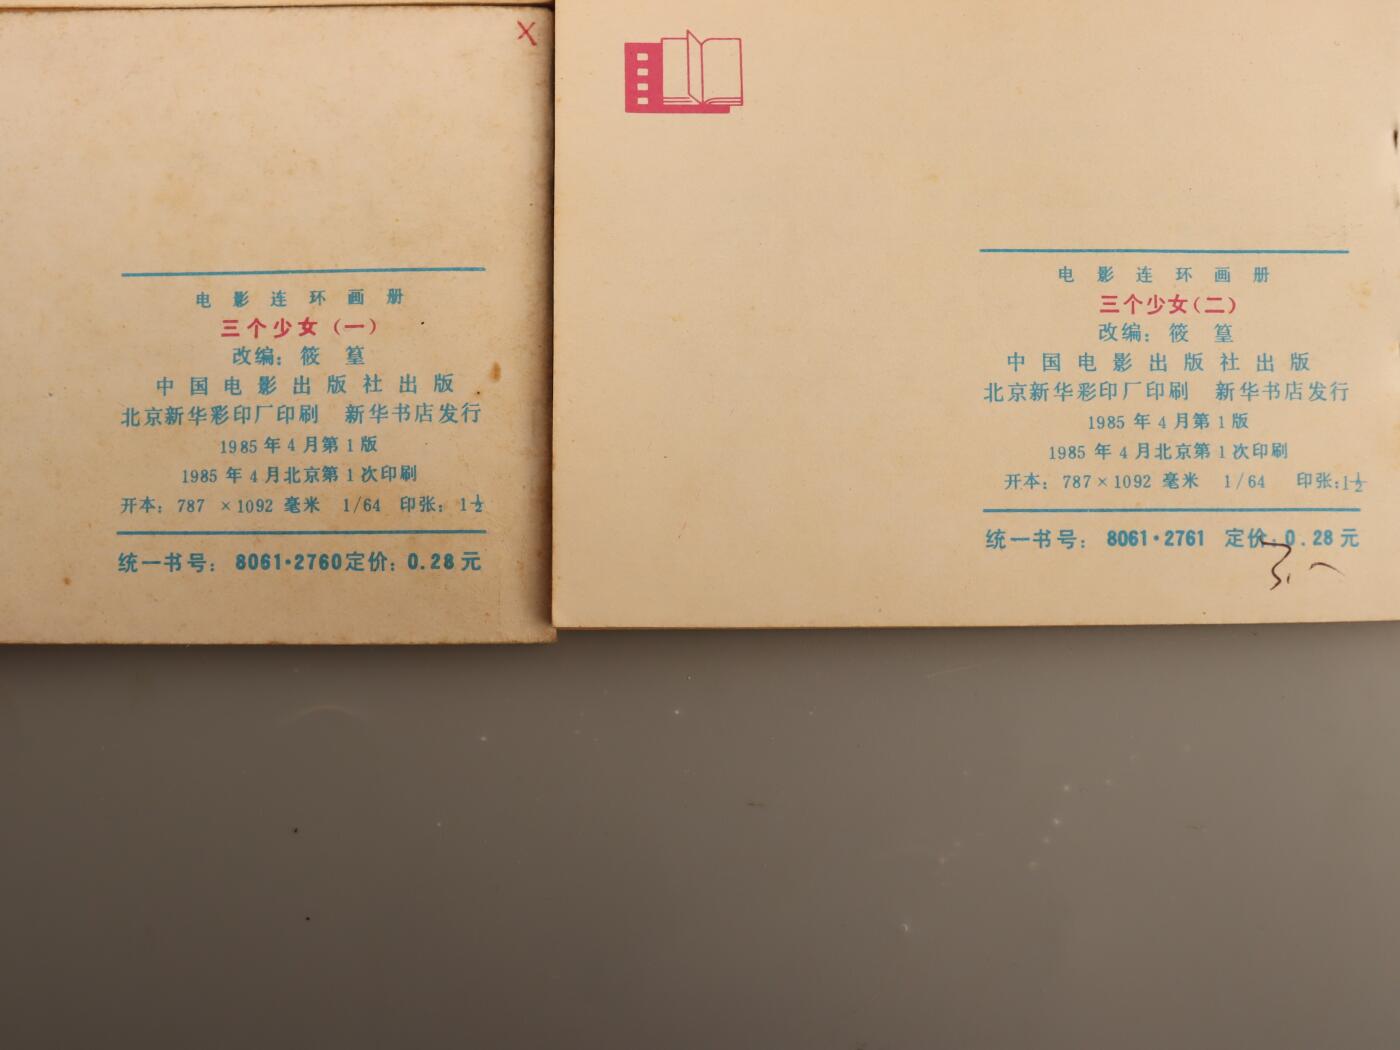 电影连环画册
三个少女（一）
改编：筱 篁
中国电影出版社出版
北京新华彩印厂印刷 新华书店发行
1985年4月第1版
1985年4月北京第1次印刷
开本：787×1092毫米 1/64 印张：1½
统一书号：8061·2760定价：0.28元
电影连环画册
三个少女（二）
改编：筱 篁
中国电影出版社出版
北京新华彩印厂印刷 新华书店发行
1985年4月第1版
1985年4月北京第1次印刷
开本：787×1092毫米 1/64 印张：1½
统一书号：8061·2761 定价：0.28元